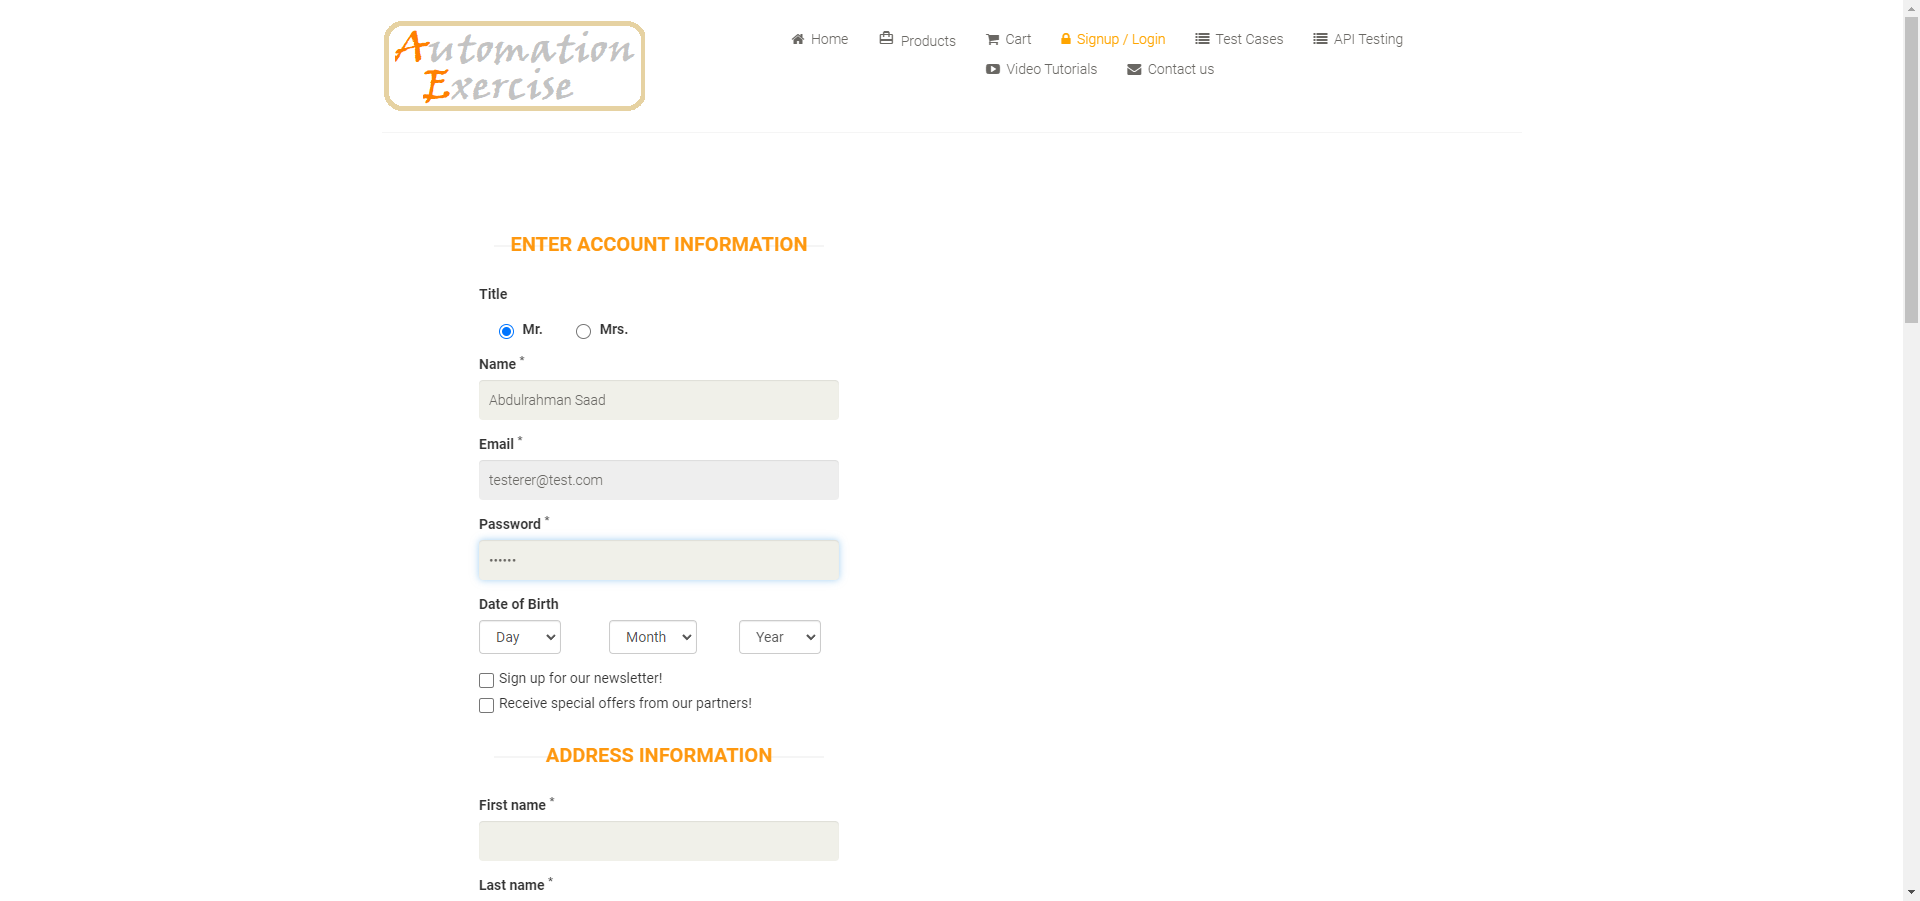 Automation
Exercise
Home Products Cart Signup / Login Test Cases API Testing
Video Tutorials Contact us
ENTER ACCOUNT INFORMATION
Title
Mr. Mrs.
Name *
Abdulrahman Saad
Email *
testerer@test.com
Password *
••••••
Date of Birth
Day Month Year
Sign up for our newsletter!
Receive special offers from our partners!
ADDRESS INFORMATION
First name *
Last name *